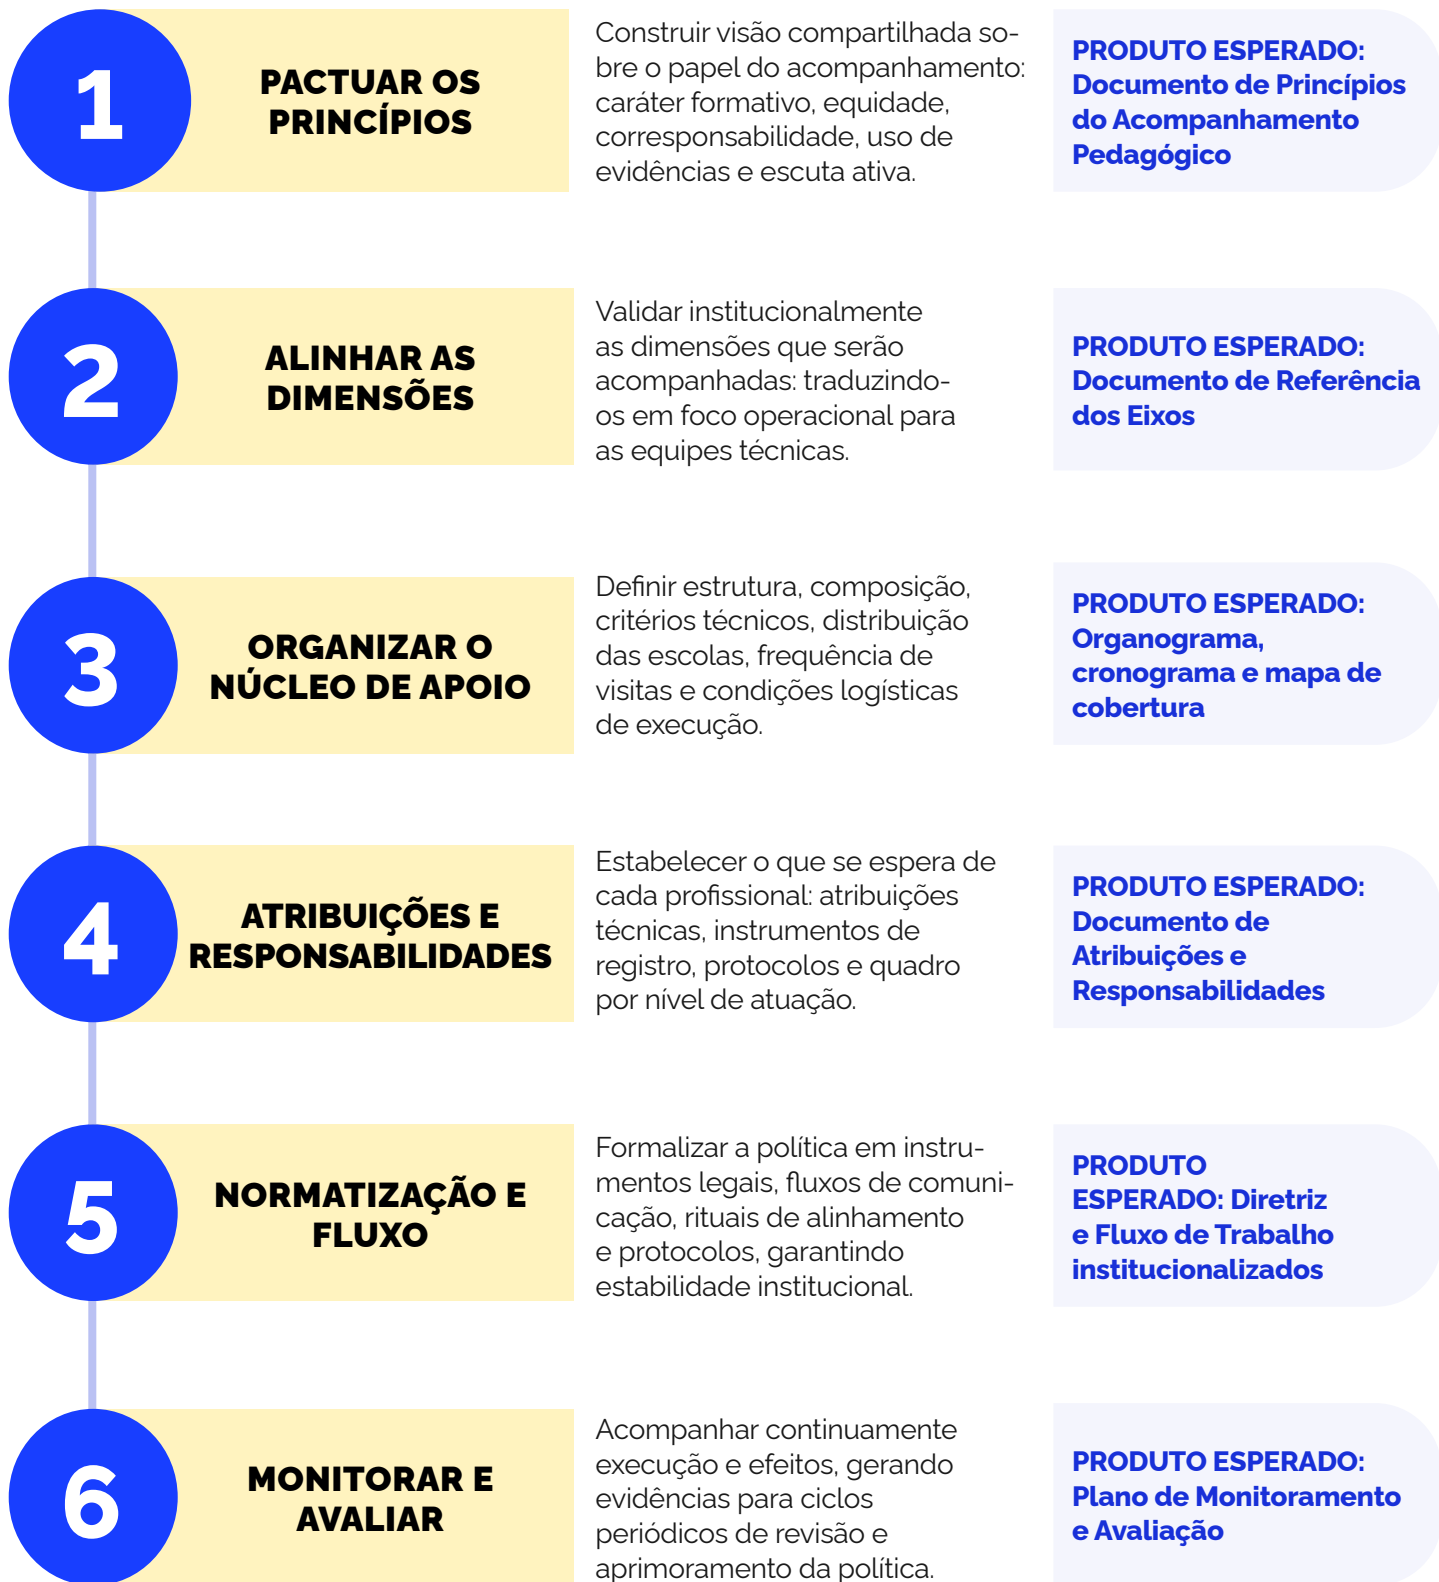 1
PACTUAR OS
PRINCÍPIOS
Construir visão compartilhada so-
bre o papel do acompanhamento:
caráter formativo, equidade,
corresponsabilidade, uso de
evidências e escuta ativa.
PRODUTO ESPERADO:
Documento de Princípios
do Acompanhamento
Pedagógico
2
ALINHAR AS
DIMENSÕES
Validar institucionalmente
as dimensões que serão
acompanhadas: traduzindo-
os em foco operacional para
as equipes técnicas.
PRODUTO ESPERADO:
Documento de Referência
dos Eixos
3
ORGANIZAR O
NÚCLEO DE APOIO
Definir estrutura, composição,
critérios técnicos, distribuição
das escolas, frequência de
visitas e condições logísticas
de execução.
PRODUTO ESPERADO:
Organograma,
cronograma e mapa de
cobertura
4
ATRIBUIÇÕES E
RESPONSABILIDADES
Estabelecer o que se espera de
cada profissional: atribuições
técnicas, instrumentos de
registro, protocolos e quadro
por nível de atuação.
PRODUTO ESPERADO:
Documento de
Atribuições e
Responsabilidades
5
NORMATIZAÇÃO E
FLUXO
Formalizar a política em instru-
mentos legais, fluxos de comuni-
cação, rituais de alinhamento
e protocolos, garantindo
estabilidade institucional.
PRODUTO
ESPERADO: Diretriz
e Fluxo de Trabalho
institucionalizados
6
MONITORAR E
AVALIAR
Acompanhar continuamente
execução e efeitos, gerando
evidências para ciclos
periódicos de revisão e
aprimoramento da política.
PRODUTO ESPERADO:
Plano de Monitoramento
e Avaliação